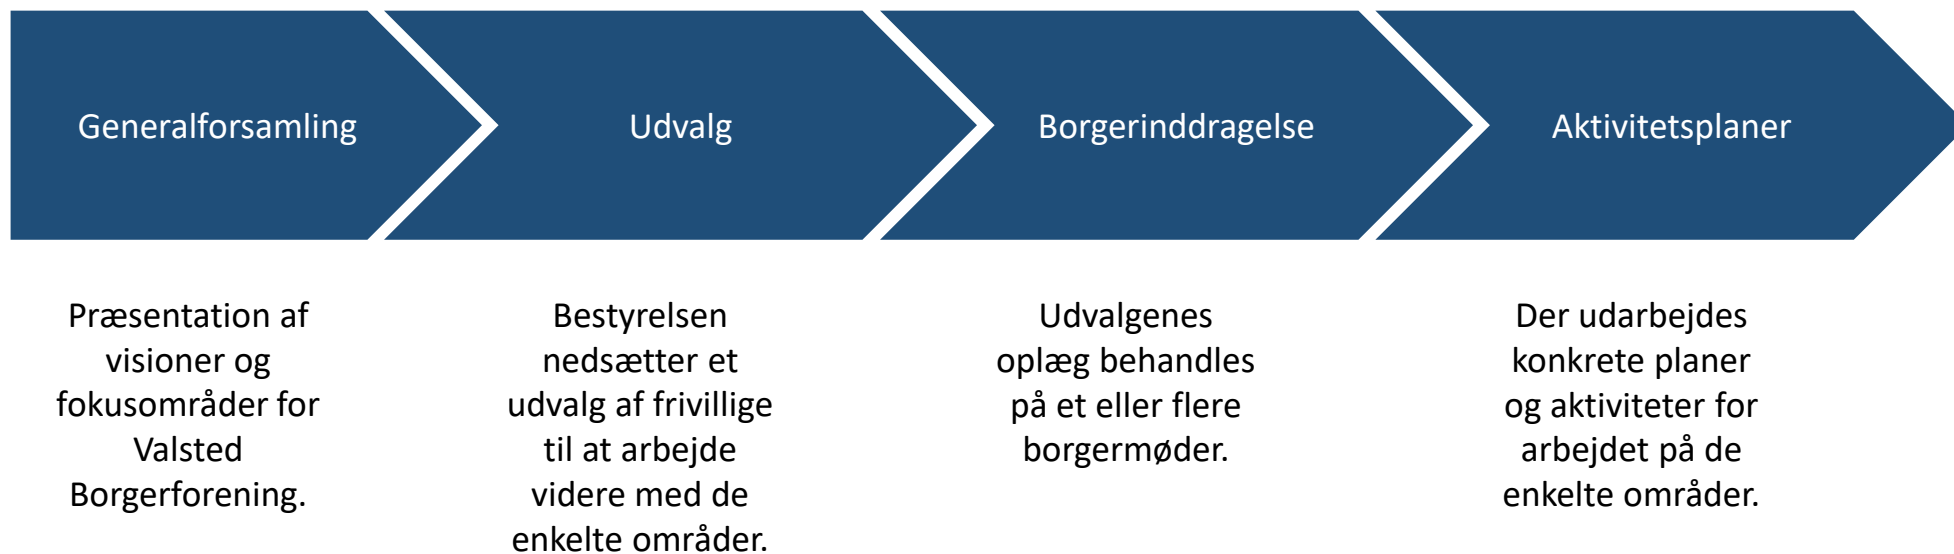 Generalforsamling
Udvalg
Borgerinddragelse
Aktivitetsplaner
Præsentation af
visioner og
fokusområder for
Valsted
Borgerforening.
Bestyrelsen
nedsætter et
udvalg af frivillige
til at arbejde
videre med de
enkelte områder.
Udvalgenes
oplæg behandles
på et eller flere
borgermøder.
Der udarbejdes
konkrete planer
og aktiviteter for
arbejdet på de
enkelte områder.